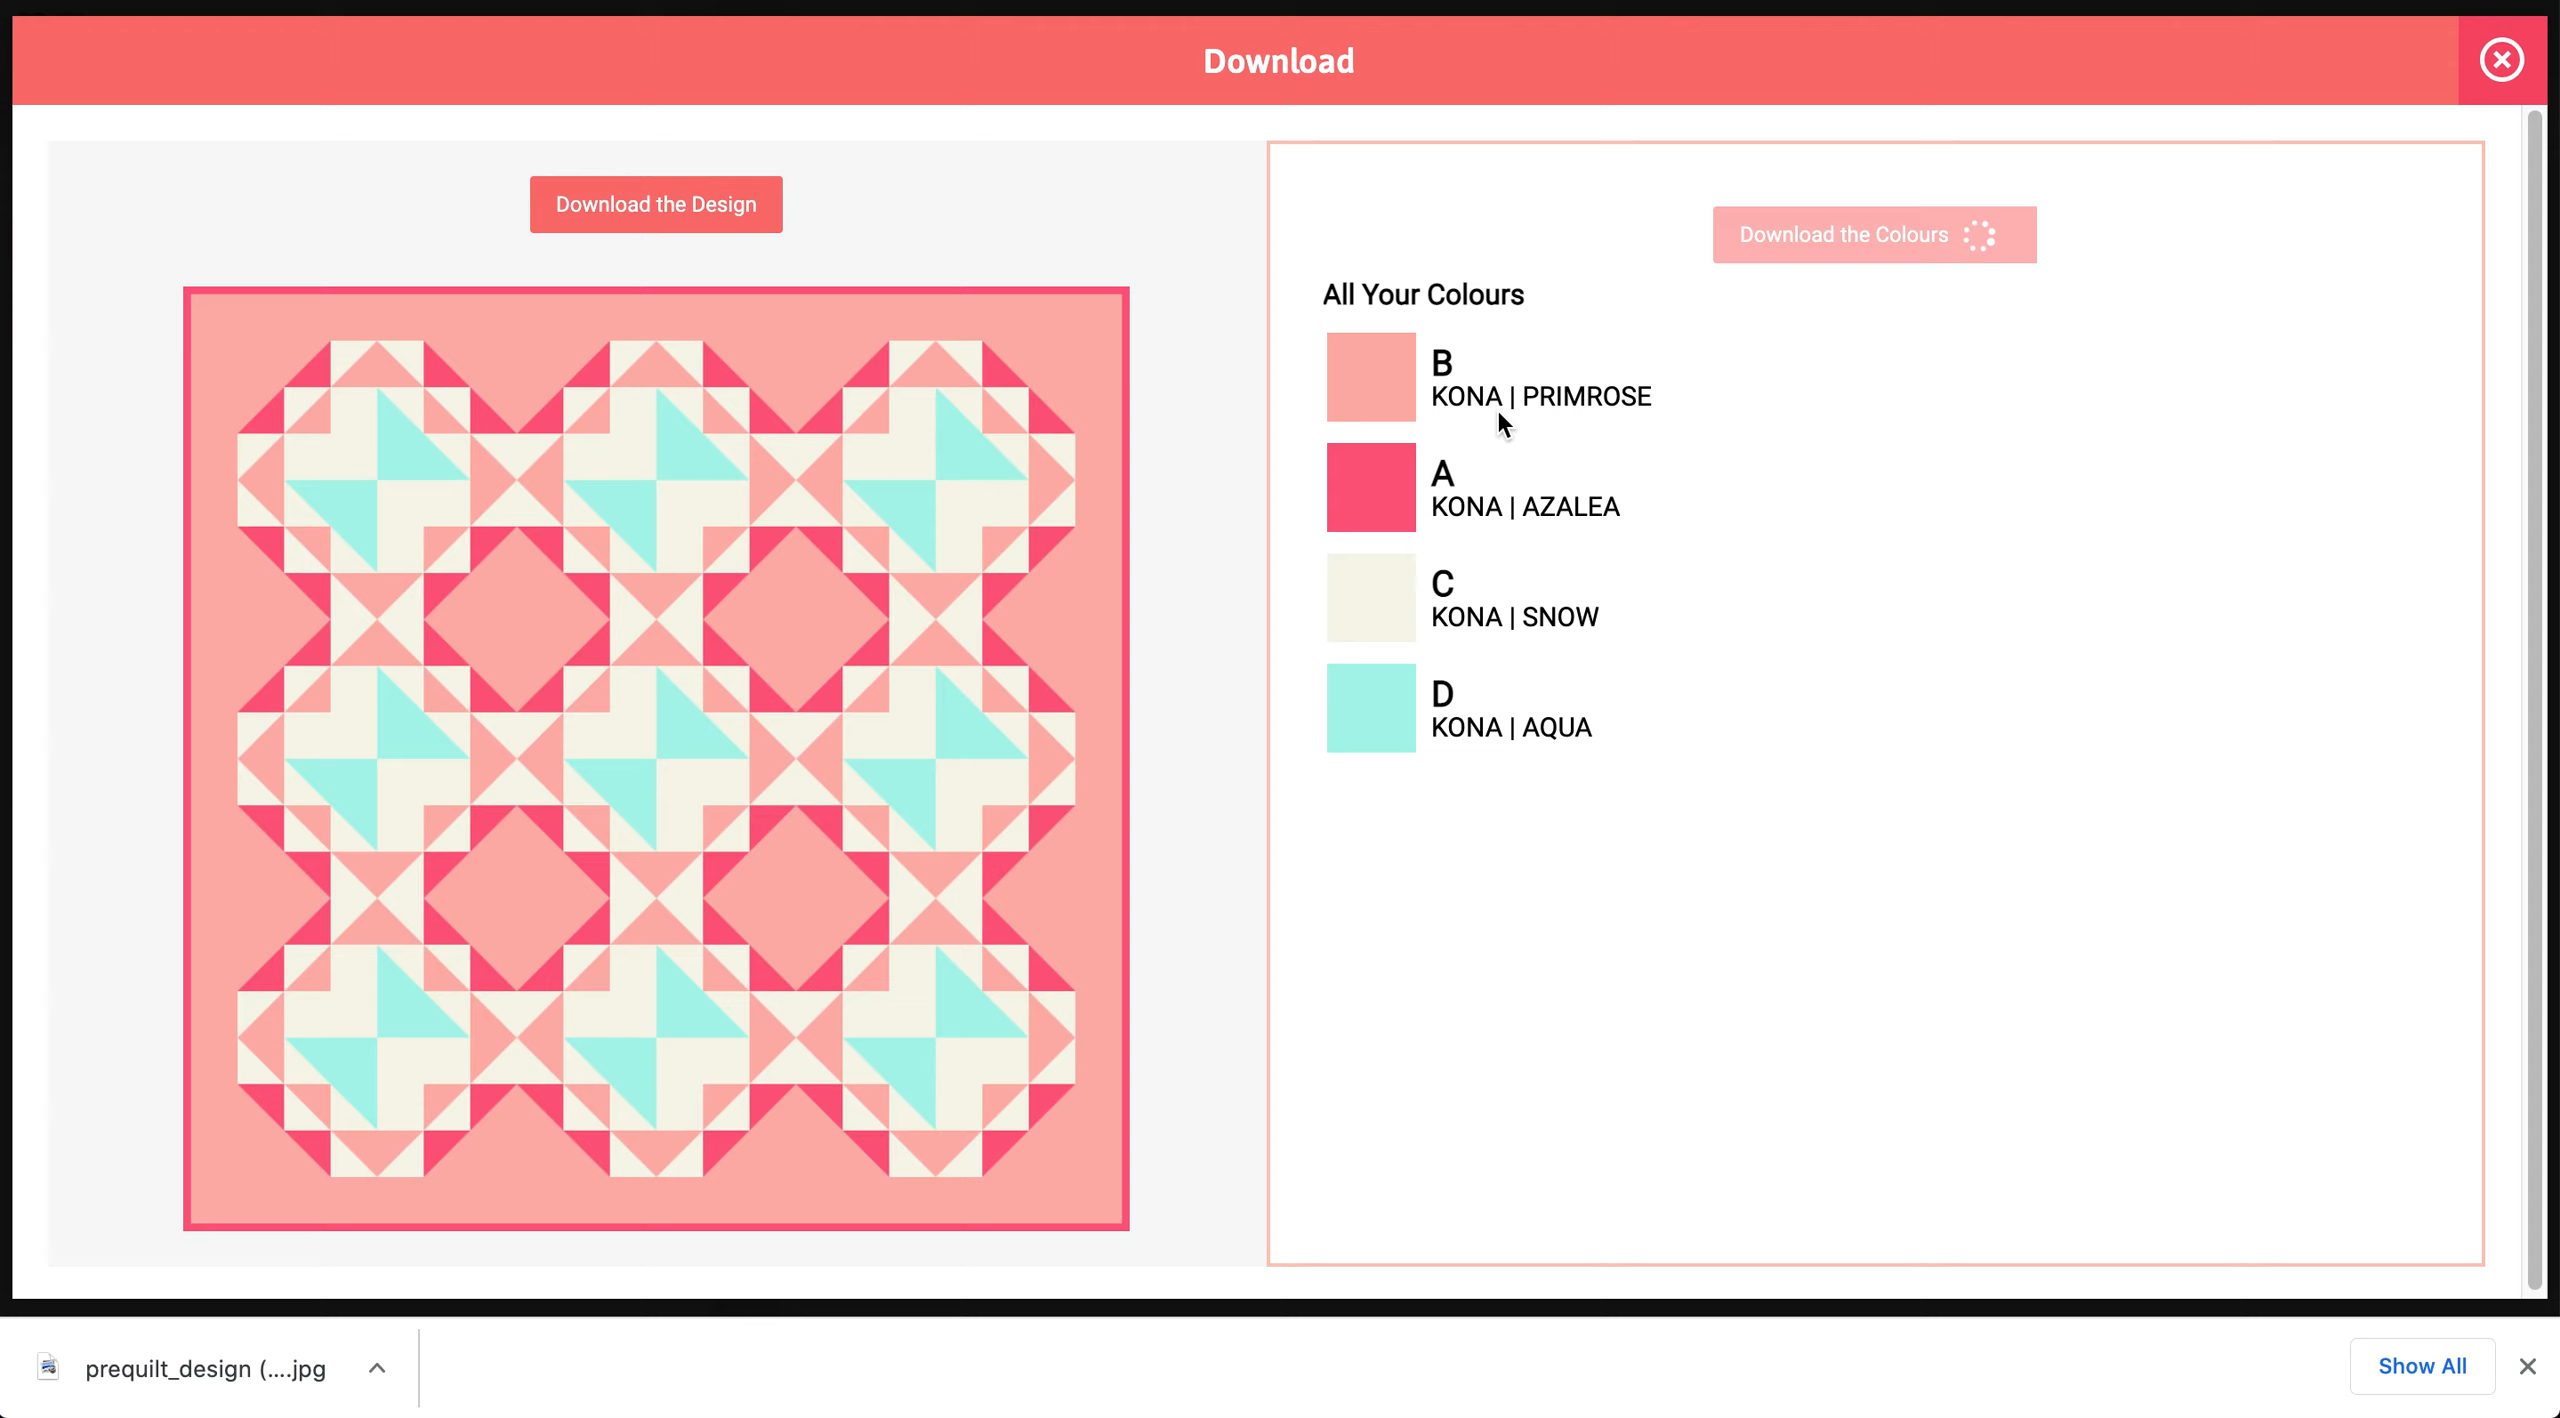 Download
Download the Design
Download the Colours
All Your Colours
B
KONA | PRIMROSE
A
KONA | AZALEA
C
KONA | SNOW
D
KONA | AQUA
prequilt_design (....jpg
Show All